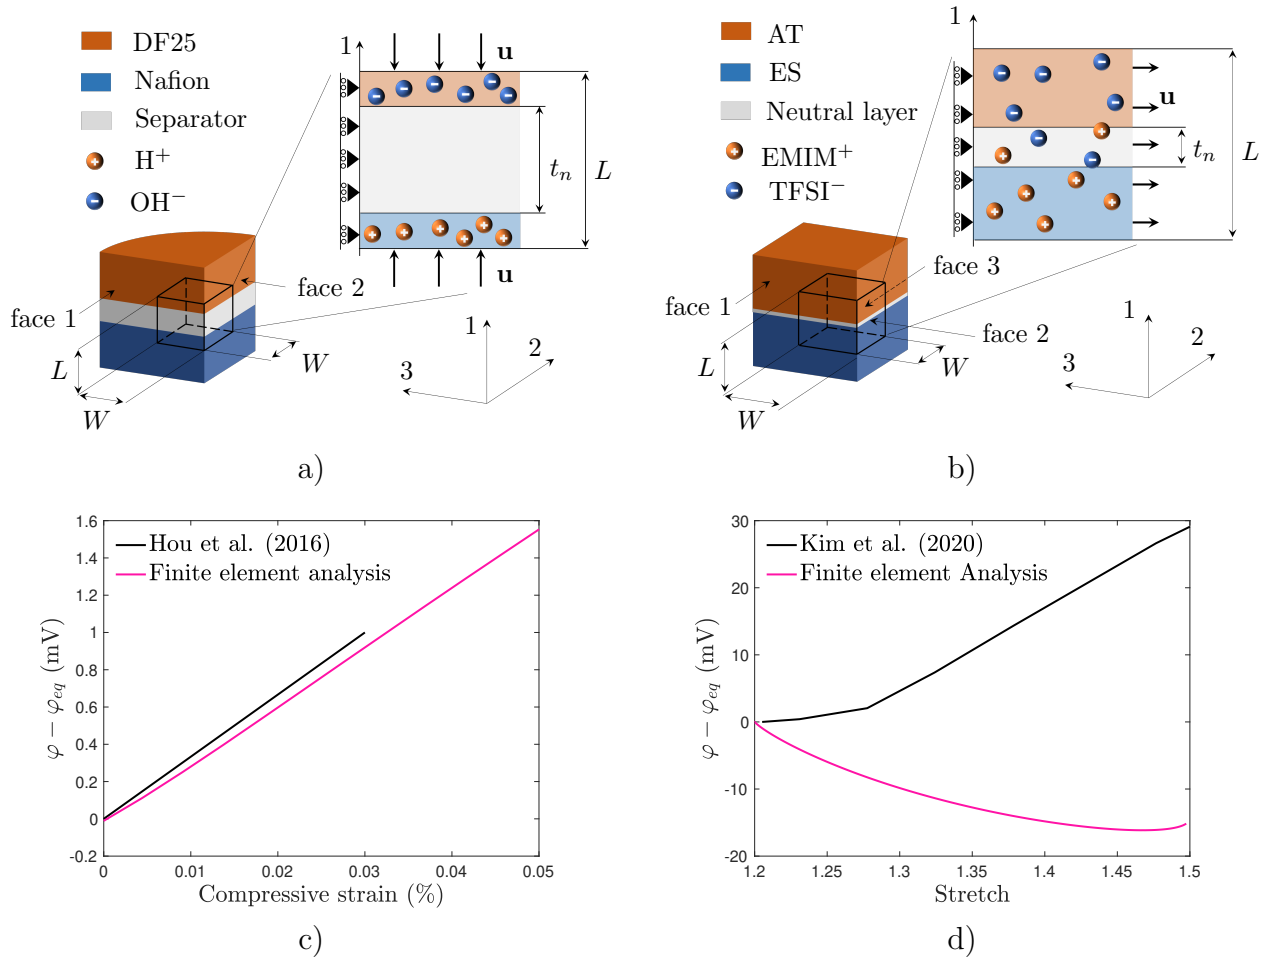 DF25
Nafion
Separator
H+
OH−
1
u
tn
L
u
face 2
face 1
L
W
W
1
2
3
a)
AT
ES
Neutral layer
EMIM+
TFSI−
1
u
tn
L
face 3
face 1
face 2
L
W
W
1
2
3
b)
1.6
1.4
1.2
1
0.8
0.6
0.4
0.2
0
-0.2
φ − φeq (mV)
Hou et al. (2016)
Finite element analysis
0 0.01 0.02 0.03 0.04 0.05
Compressive strain (%)
c)
30
20
10
0
-10
-20
φ − φeq (mV)
Kim et al. (2020)
Finite element Analysis
1.2 1.25 1.3 1.35 1.4 1.45 1.5
Stretch
d)